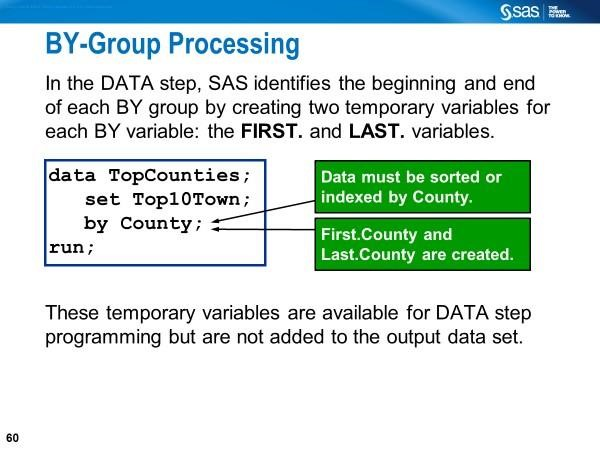 sas
THE
POWER
TO KNOW.
BY-Group Processing
In the DATA step, SAS identifies the beginning and end
of each BY group by creating two temporary variables for
each BY variable: the FIRST. and LAST. variables.
data TopCounties;
set Top10Town;
by County;
run;
Data must be sorted or
indexed by County.
First.County and
Last.County are created.
These temporary variables are available for DATA step
programming but are not added to the output data set.
60